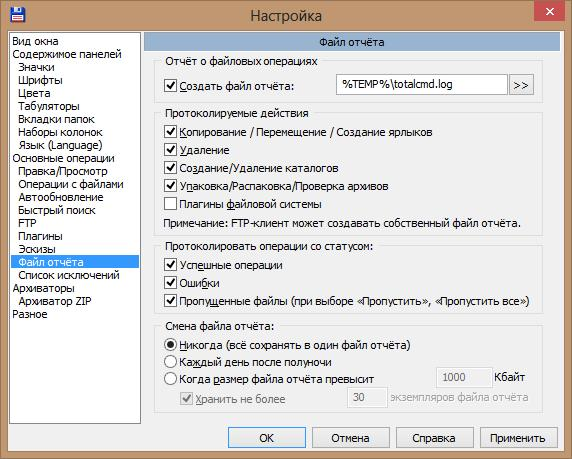 Настройка
Вид окна
Содержимое панелей
Значки
Шрифты
Цвета
Табуляторы
Вкладки папок
Наборы колонок
Язык (Language)
Основные операции
Правка/Просмотр
Операции с файлами
Автообновление
Быстрый поиск
FTP
Плагины
Эскизы
Файл отчёта
Список исключений
Архиваторы
Архиватор ZIP
Разное
Файл отчёта
Отчёт о файловых операциях
Создать файл отчёта: %TEMP%\totalcmd.log >>
Протоколируемые действия
Копирование / Перемещение / Создание ярлыков
Удаление
Создание/Удаление каталогов
Упаковка/Распаковка/Проверка архивов
Плагины файловой системы
Примечание: FTP-клиент может создавать собственный файл отчёта.
Протоколировать операции со статусом:
Успешные операции
Ошибки
Пропущенные файлы (при выборе «Пропустить», «Пропустить все»)
Смена файла отчёта:
Никогда (всё сохранять в один файл отчёта)
Каждый день после полуночи
Когда размер файла отчёта превысит 1000 Кбайт
Хранить не более 30 экземпляров файла отчёта
OK Отмена Справка Применить